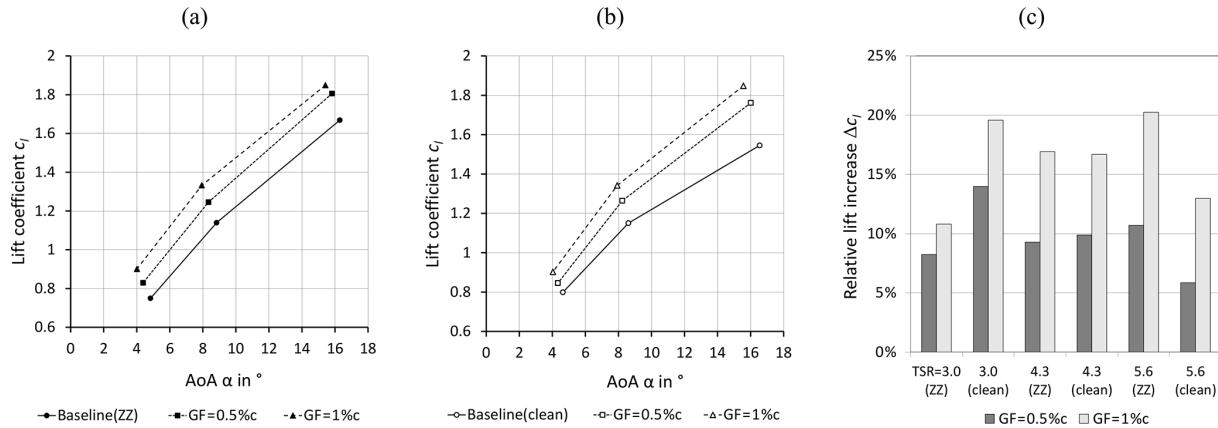 (a)
2
1.8
1.6
1.4
1.2
1
0.8
0.6
Lift coefficient cl
0 2 4 6 8 10 12 14 16 18
AoA α in °
Baseline(ZZ) GF=0.5%c GF=1%c
(b)
2
1.8
1.6
1.4
1.2
1
0.8
0.6
Lift coefficient cl
0 2 4 6 8 10 12 14 16 18
AoA α in °
Baseline(clean) GF=0.5%c GF=1%c
(c)
25%
20%
15%
10%
5%
0%
Relative lift increase Δcl
TSR=3.0 3.0 4.3 4.3 5.6 5.6
(ZZ) (clean) (ZZ) (clean) (ZZ) (clean)
GF=0.5%c GF=1%c